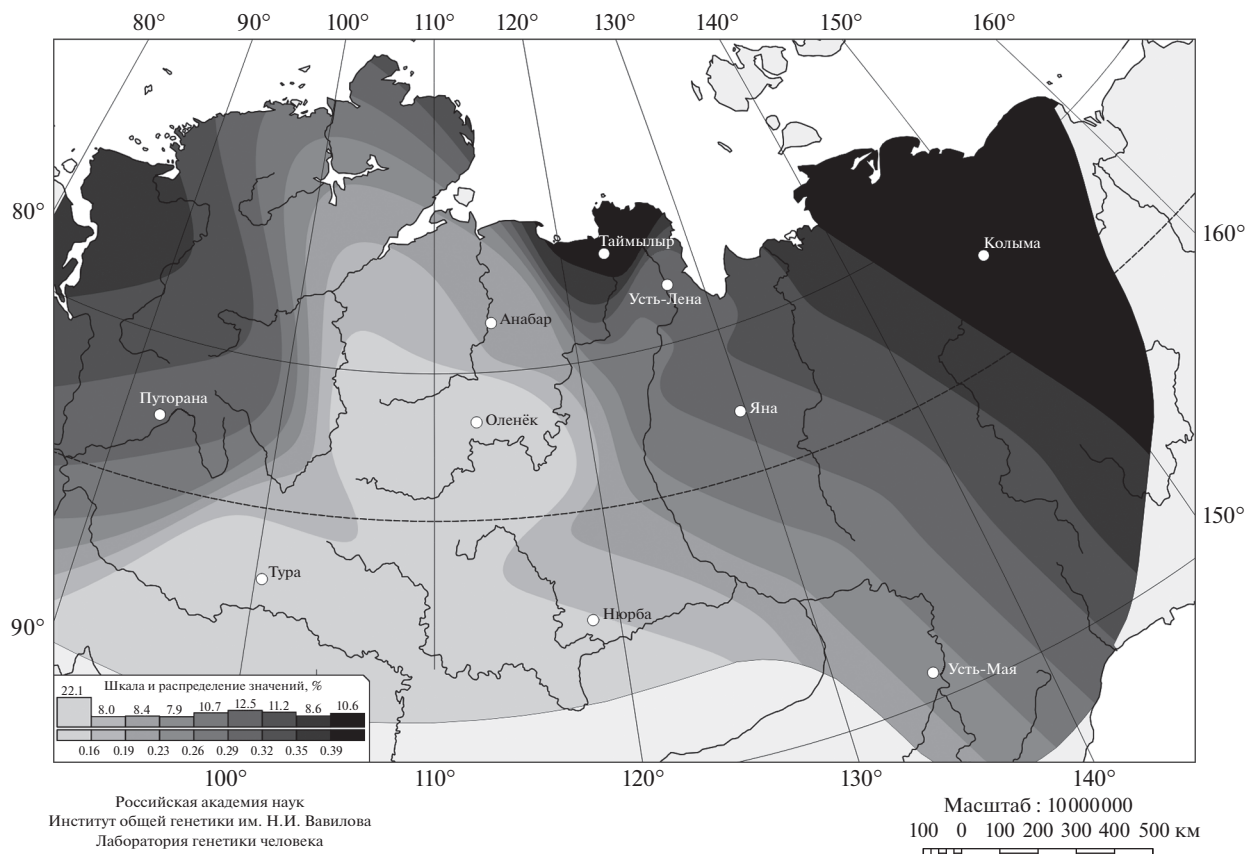 80° 90° 100° 110° 120° 130° 140° 150° 160°
80°
160°
Таймылыр
Колыма
Усть-Лена
Анабар
Путорана
Яна
Оленёк
150°
Тура
Нюрба
90°
Усть-Мая
Шкала и распределение значений, %
22.1 8.0 8.4 7.9 10.7 12.5 11.2 8.6 10.6
0.16 0.19 0.23 0.26 0.29 0.32 0.35 0.39
100° 110° 120° 130° 140°
Российская академия наук
Институт общей генетики им. Н.И. Вавилова
Лаборатория генетики человека
Масштаб : 10000000
100 0 100 200 300 400 500 км